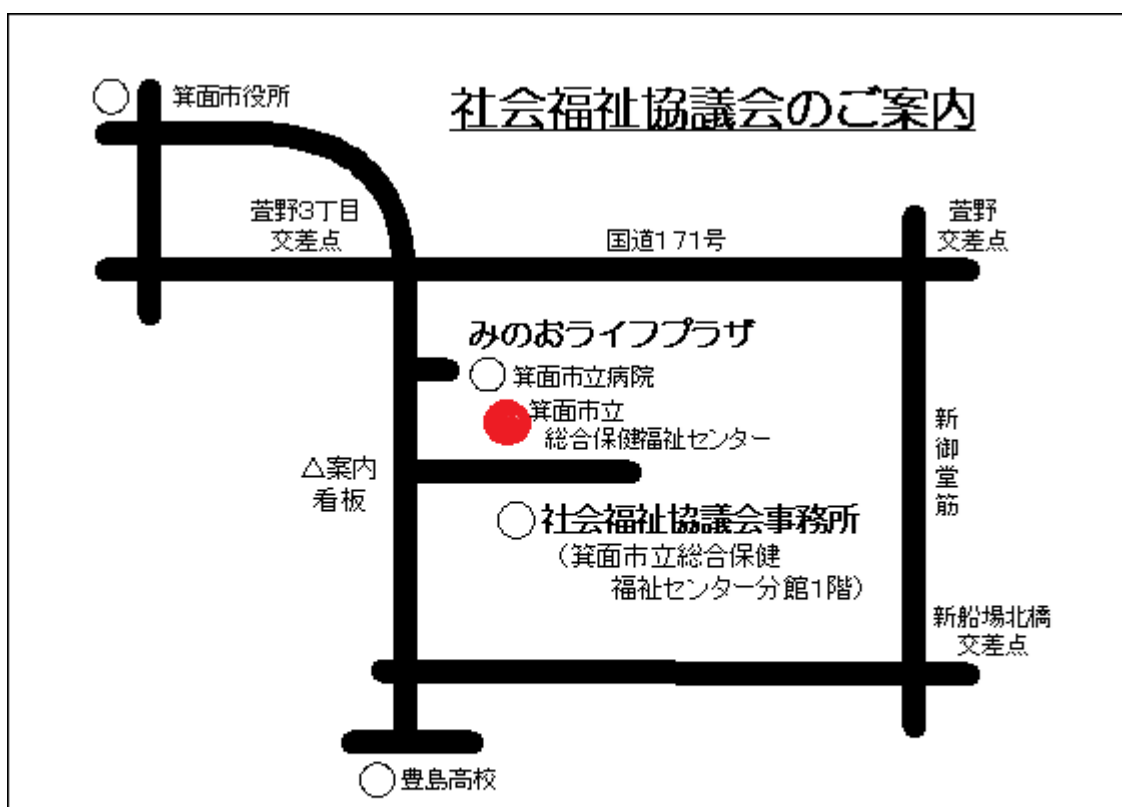 箕面市役所
社会福祉協議会のご案内
萱野3丁目
交差点
国道171号
萱野
交差点
みのおライフプラザ
箕面市立病院
箕面市立
総合保健福祉センター
△案内
看板
新御堂筋
社会福祉協議会事務所
（箕面市立総合保健
福祉センター分館1階）
新船場北橋
交差点
豊島高校